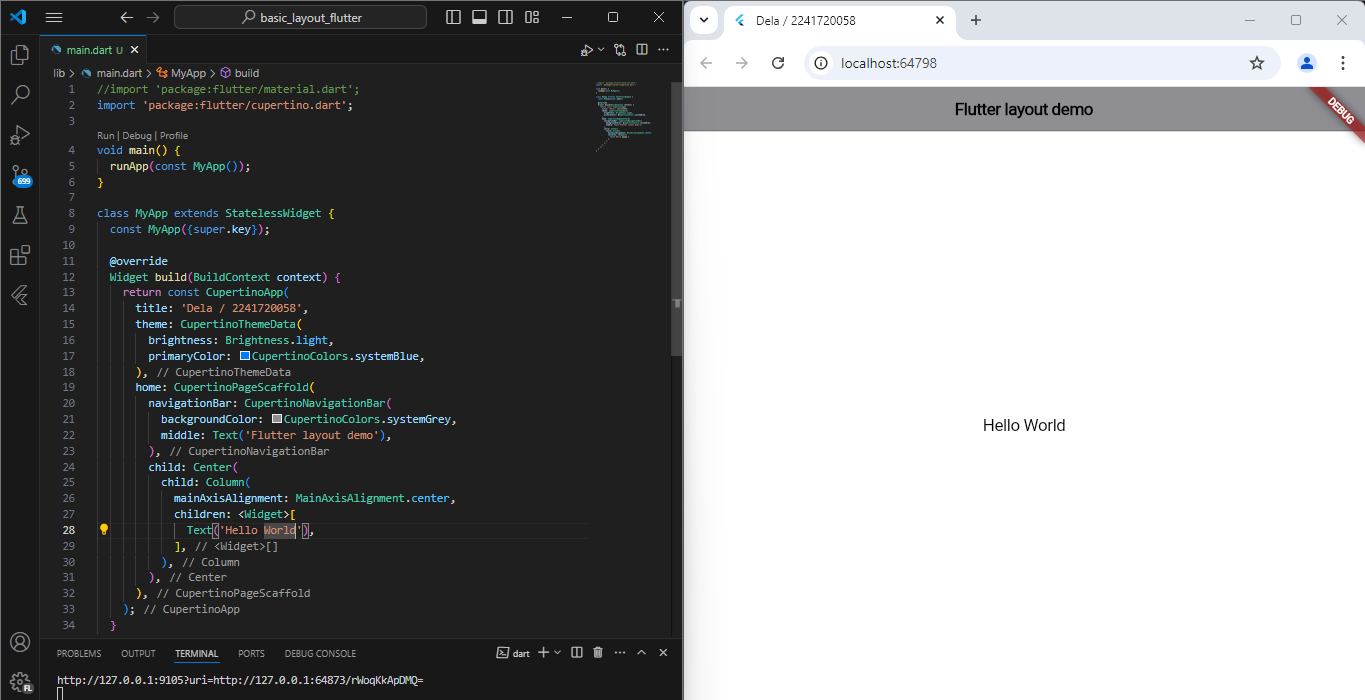 basic_layout_flutter
main.dart U
lib > main.dart > MyApp > build
1 //import 'package:flutter/material.dart';
2 import 'package:flutter/cupertino.dart';
3
Run | Debug | Profile
4 void main() {
5 runApp(const MyApp());
6 }
7
8 class MyApp extends StatelessWidget {
9 const MyApp({super.key});
10
11 @override
12 Widget build(BuildContext context) {
13 return const CupertinoApp(
14 title: 'Dela / 2241720058',
15 theme: CupertinoThemeData(
16 brightness: Brightness.light,
17 primaryColor: CupertinoColors.systemBlue,
18 ), // CupertinoThemeData
19 home: CupertinoPageScaffold(
20 navigationBar: CupertinoNavigationBar(
21 backgroundColor: CupertinoColors.systemGrey,
22 middle: Text('Flutter layout demo'),
23 ), // CupertinoNavigationBar
24 child: Center(
25 child: Column(
26 mainAxisAlignment: MainAxisAlignment.center,
27 children: <Widget>[
28 Text('Hello World'),
29 ], // <Widget>[]
30 ), // Column
31 ), // Center
32 ), // CupertinoPageScaffold
33 ); // CupertinoApp
34 }
699
FL
PROBLEMS OUTPUT TERMINAL PORTS DEBUG CONSOLE
dart
http://127.0.0.1:9105?uri=http://127.0.0.1:64873/rWoqKkApDMQ=
Dela / 2241720058
localhost:64798
Flutter layout demo
DEBUG
Hello World